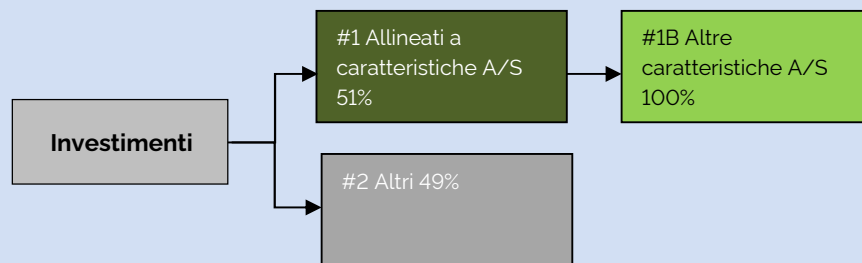 #1 Allineati a
caratteristiche A/S
51%
#1B Altre
caratteristiche A/S
100%
Investimenti
#2 Altri 49%